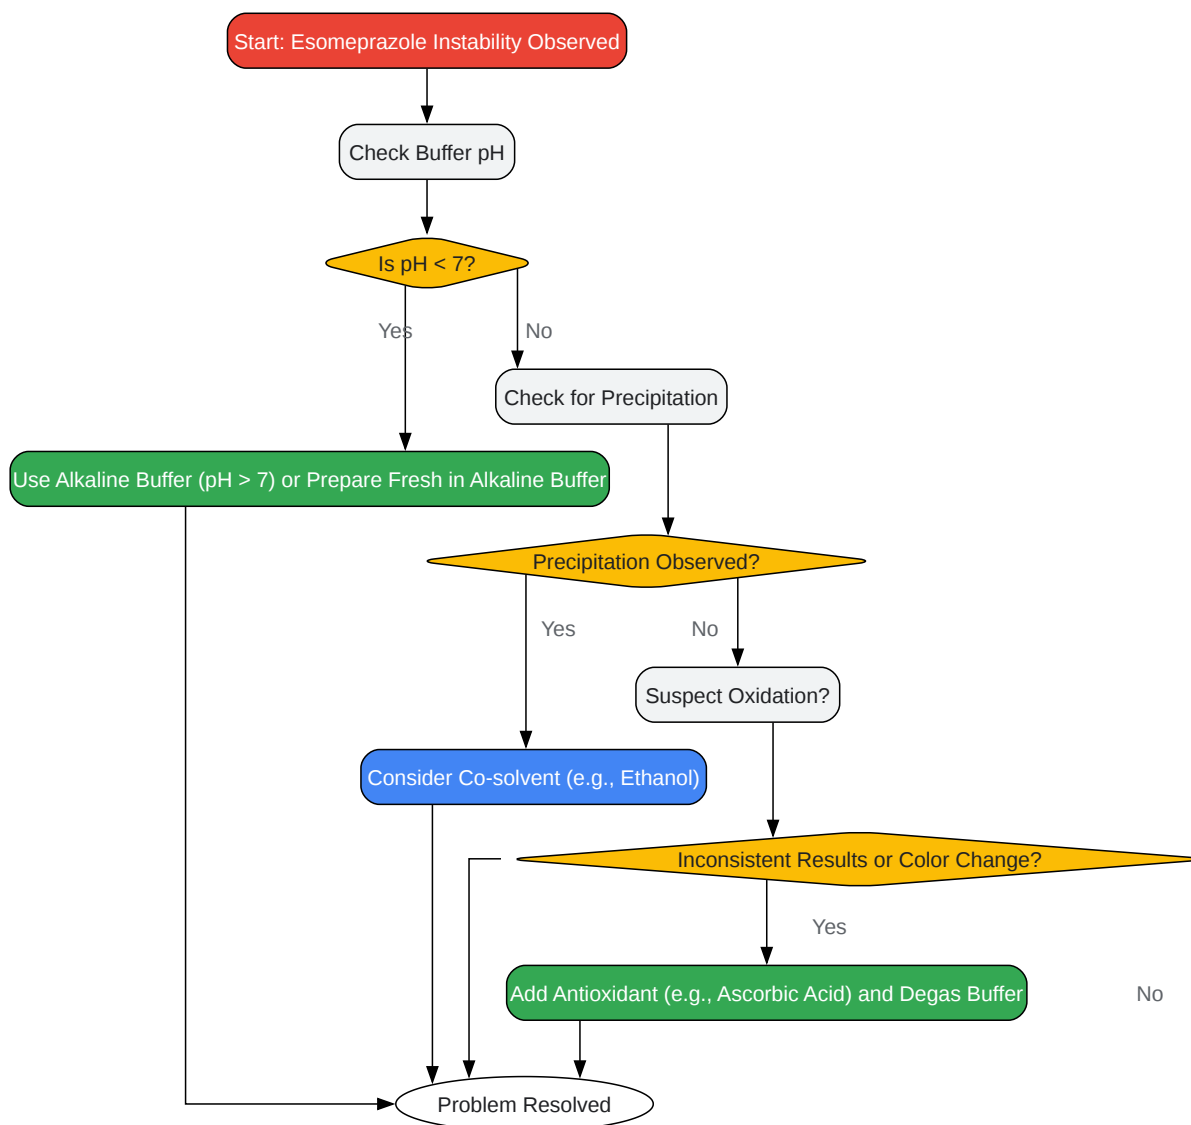 Start: Esomeprazole Instability Observed
Check Buffer pH
Is pH < 7?
Yes
No
Check for Precipitation
Use Alkaline Buffer (pH > 7) or Prepare Fresh in Alkaline Buffer
Precipitation Observed?
Yes
No
Suspect Oxidation?
Consider Co-solvent (e.g., Ethanol)
Inconsistent Results or Color Change?
Yes
Add Antioxidant (e.g., Ascorbic Acid) and Degas Buffer
No
Problem Resolved